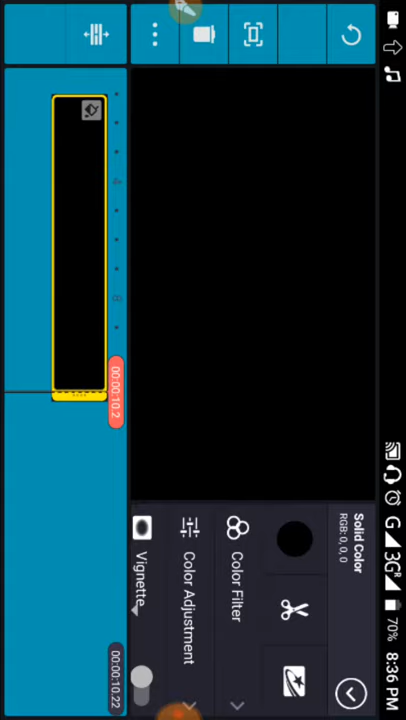 G 3G R 70% 8:36 PM
Solid Color
RGB: 0, 0, 0
Color Filter
Color Adjustment
Vignette
00:00:10.2
00:00:10.22